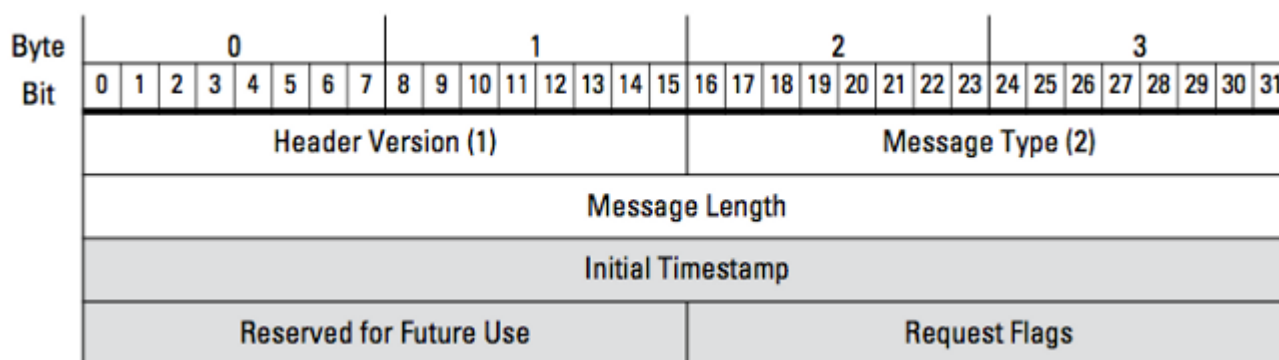 Byte 0 1 2 3
Bit 0 1 2 3 4 5 6 7 8 9 10 11 12 13 14 15 16 17 18 19 20 21 22 23 24 25 26 27 28 29 30 31
Header Version (1) Message Type (2)
Message Length
Initial Timestamp
Reserved for Future Use Request Flags